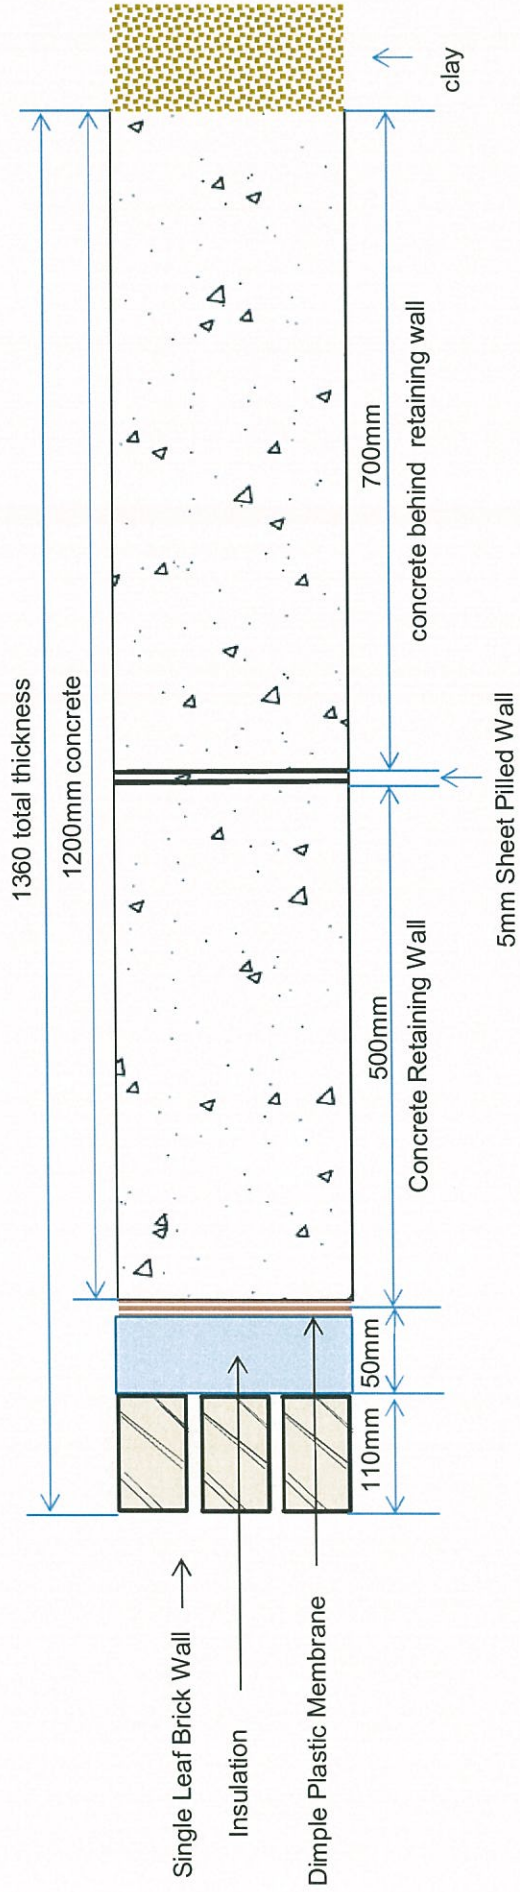 1360 total thickness
1200mm concrete
Single Leaf Brick Wall
Insulation
Dimple Plastic Membrane
110mm
50mm
500mm
Concrete Retaining Wall
5mm Sheet Pilled Wall
700mm
concrete behind retaining wall
clay